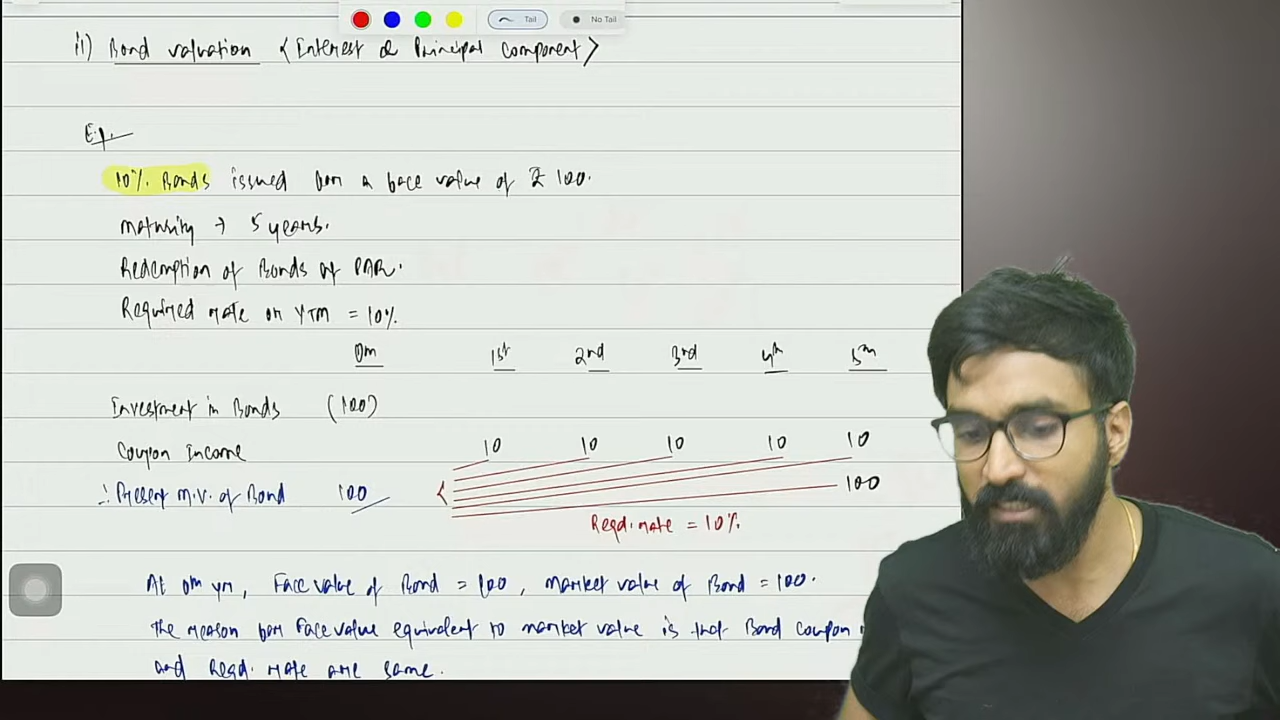 Tail No Tail
ii) Bond valuation <Interest & Principal component>
Eg.
10% Bonds issued for a face value of ₹ 100.
Maturity → 5 years.
Redemption of Bonds at PAR.
Required rate or YTM = 10%
0th 1st 2nd 3rd 4th 5th
Investment in Bonds (100)
Coupon Income 10 10 10 10 10
∴ Present M.V. of Bond 100 100
Reqd. rate = 10%
At 0th yr, Face value of Bond = 100, market value of Bond = 100.
The reason for Face value equivalent to market value is that Bond coupon
and Reqd. rate are same.